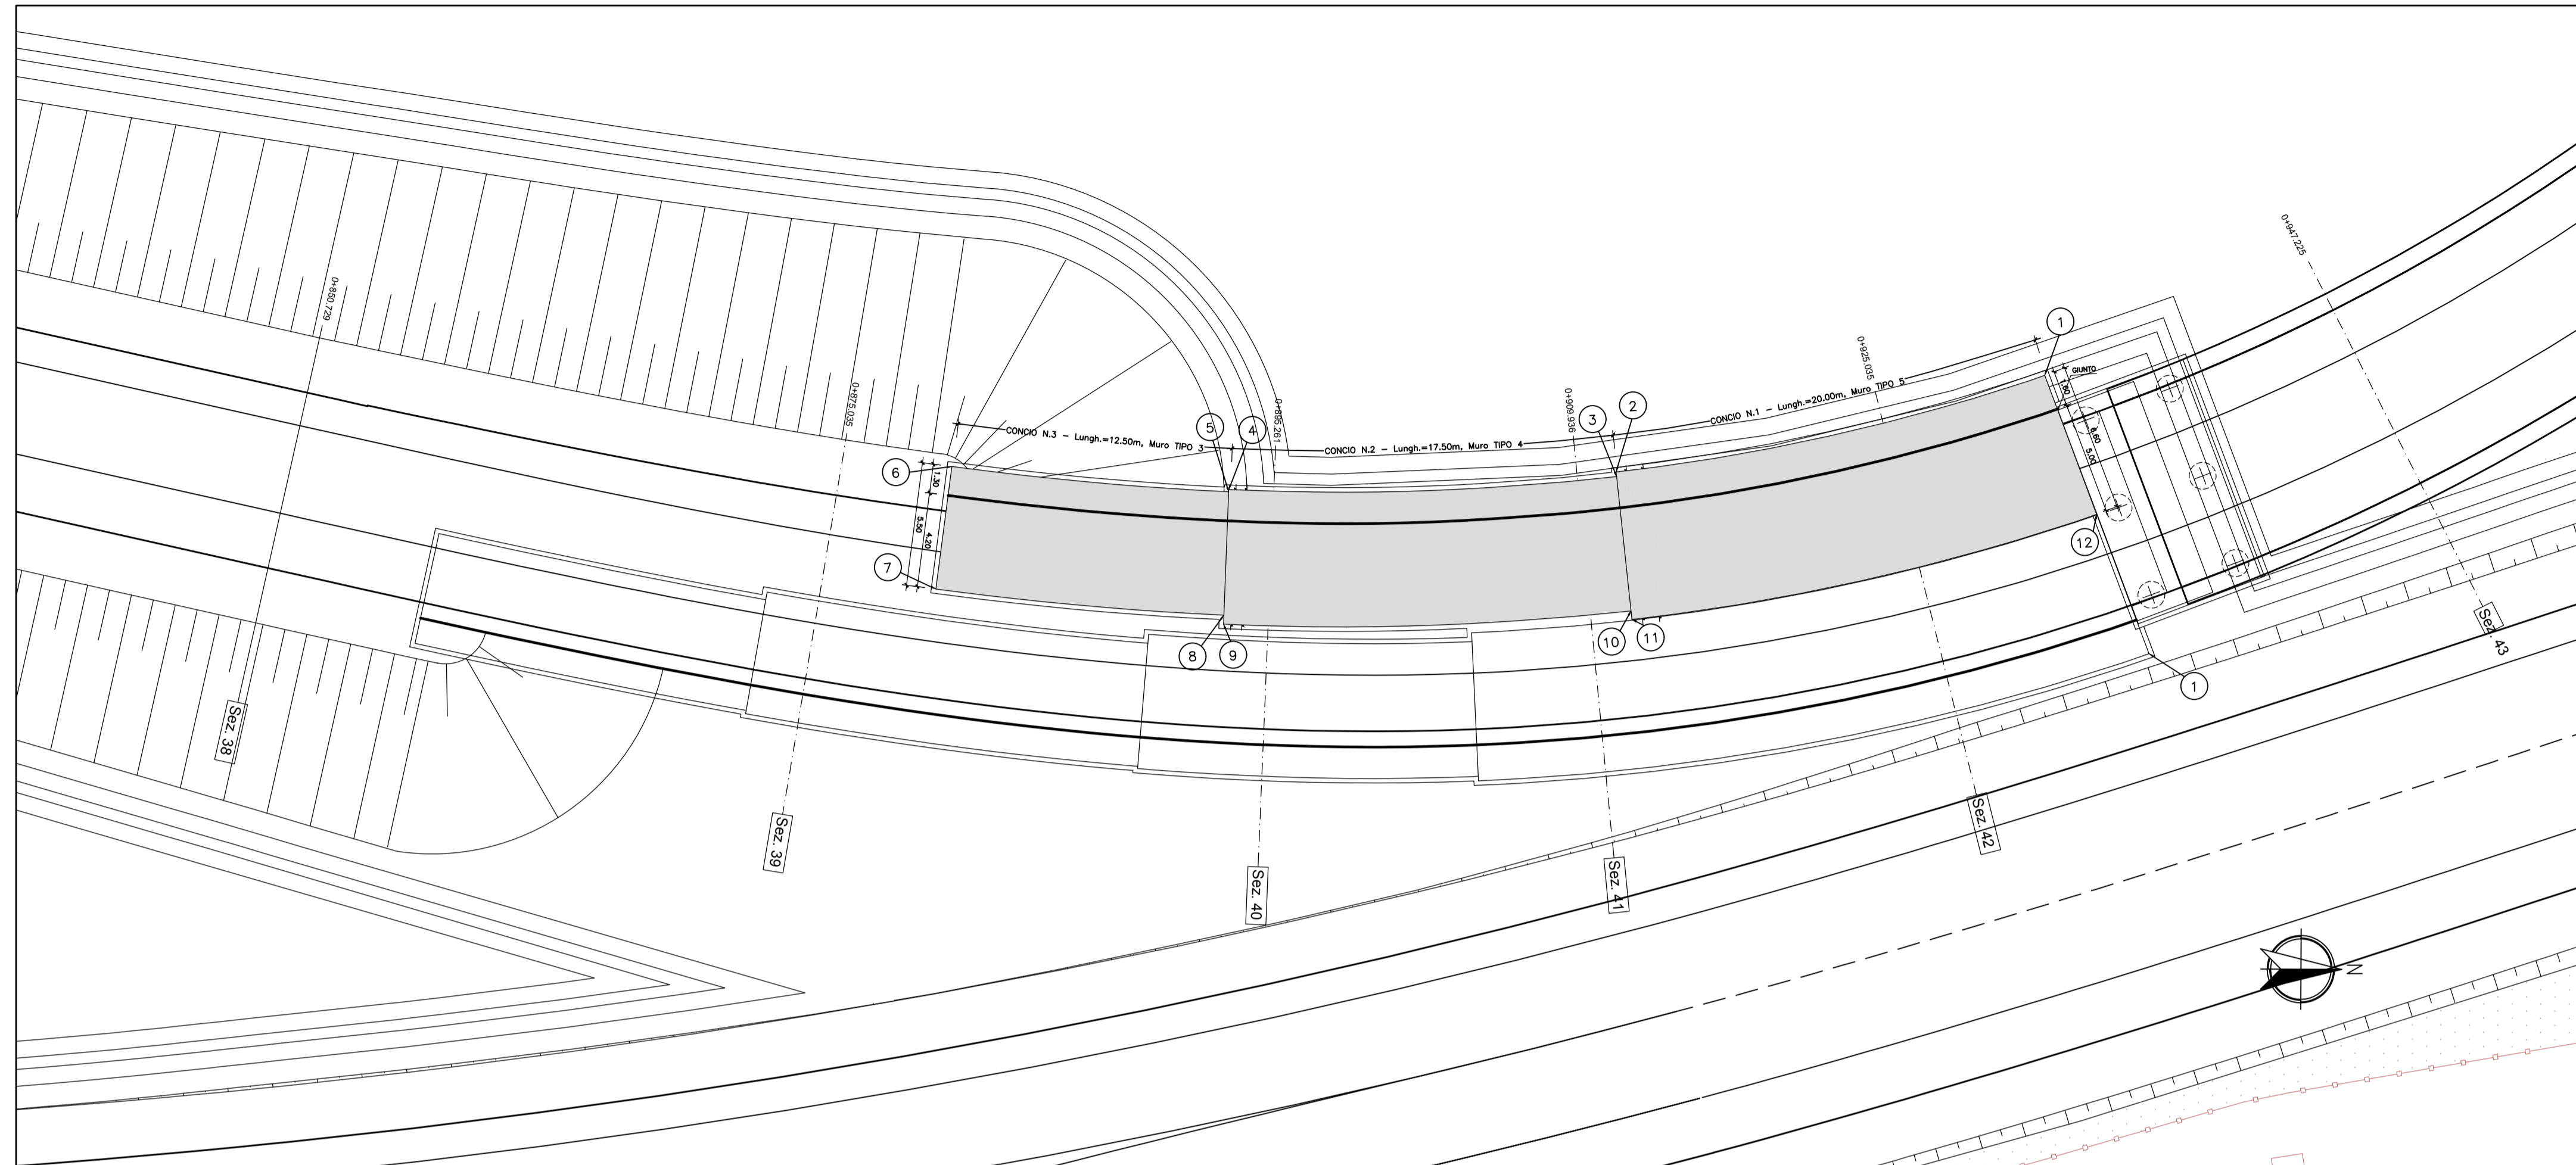 0+947.225
0+850.729
0+875.035
0+895.261
0+909.936
0+925.035
1
GIUNTO
1.60
6.60
5.00
CONCIO N.1 – Lungh.=20.00m, Muro TIPO 5
CONCIO N.2 – Lungh.=17.50m, Muro TIPO 4
CONCIO N.3 – Lungh.=12.50m, Muro TIPO 3
2
3
4
5
6
1.30
5.50
4.20
7
8
9
10
11
12
1
Sez. 38
Sez. 39
Sez. 40
Sez. 41
Sez. 42
Sez. 43
N